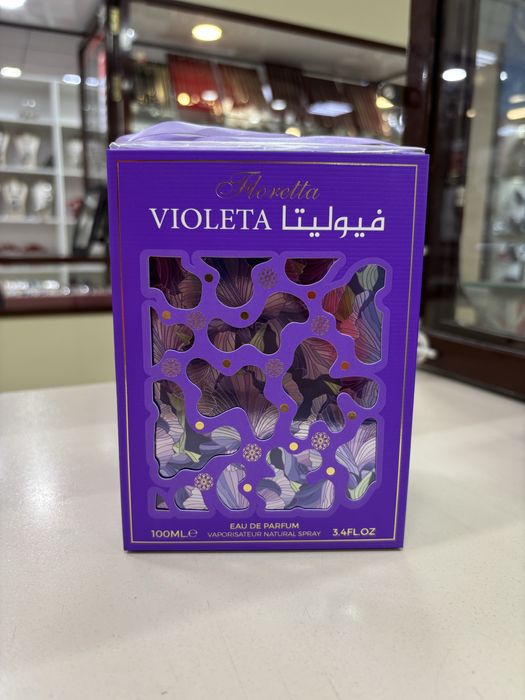 Floretta
VIOLETA فيوليتا
EAU DE PARFUM
100ML.℮ VAPORISATEUR NATURAL SPRAY 3.4FL.OZ